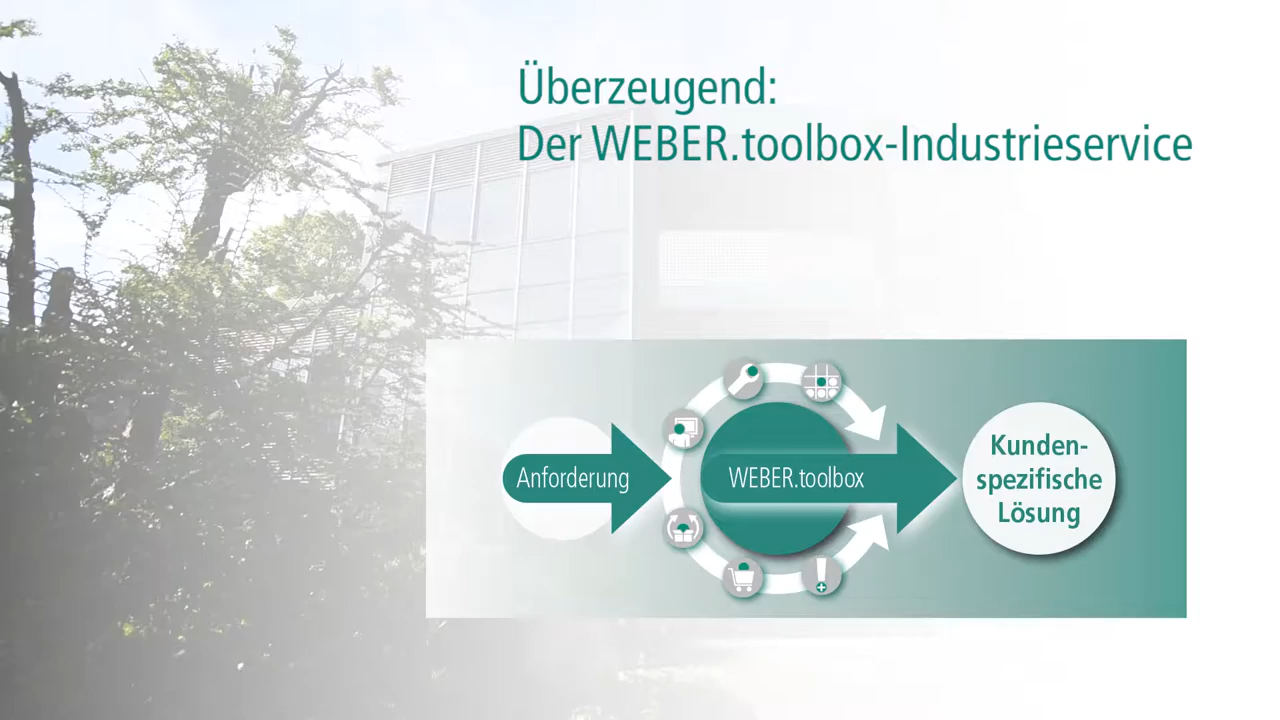 Überzeugend:
Der WEBER.toolbox-Industrieservice
Anforderung
WEBER.toolbox
Kunden-
spezifische
Lösung